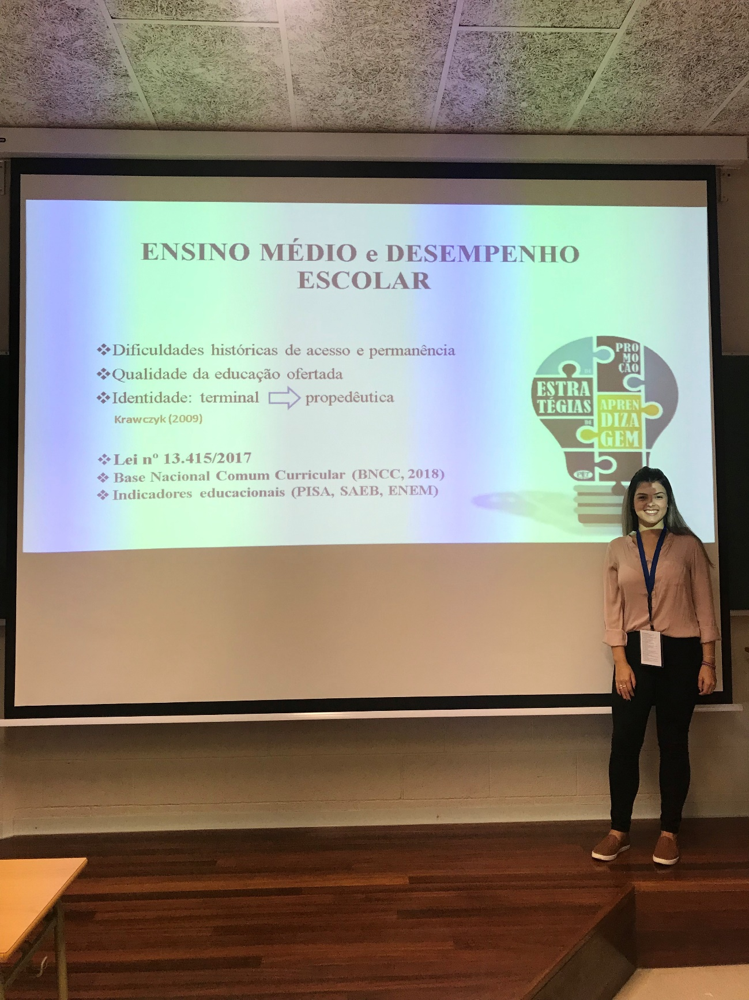 ENSINO MÉDIO e DESEMPENHO
ESCOLAR
❖Dificuldades históricas de acesso e permanência
❖Qualidade da educação ofertada
❖Identidade: terminal ⇨ propedêutica
Krawczyk (2009)
❖Lei nº 13.415/2017
❖ Base Nacional Comum Curricular (BNCC, 2018)
❖ Indicadores educacionais (PISA, SAEB, ENEM)
DE
PRO
MO
ÇÃO
ESTRA
TÉGIAS
DE
APREN
DIZA
GEM